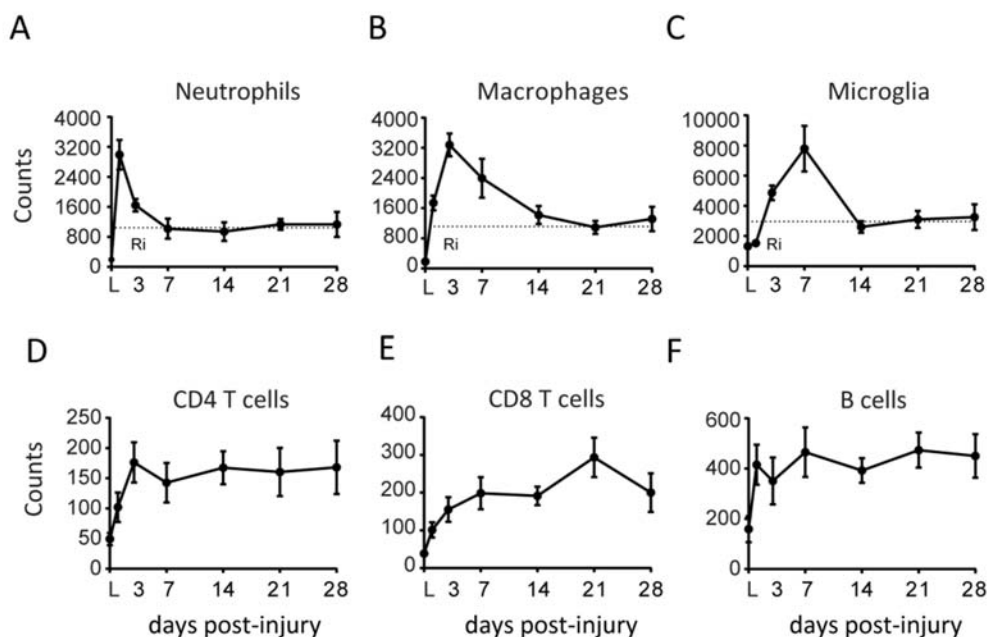 A
B
C
Neutrophils
Macrophages
Microglia
Counts
4000
3200
2400
1600
800
0
Ri
L 3 7 14 21 28
4000
3200
2400
1600
800
0
Ri
L 3 7 14 21 28
10000
8000
6000
4000
2000
0
Ri
L 3 7 14 21 28
D
E
F
CD4 T cells
CD8 T cells
B cells
Counts
250
200
150
100
50
0
L 3 7 14 21 28
days post-injury
400
300
200
100
0
L 3 7 14 21 28
days post-injury
600
400
200
0
L 3 7 14 21 28
days post-injury